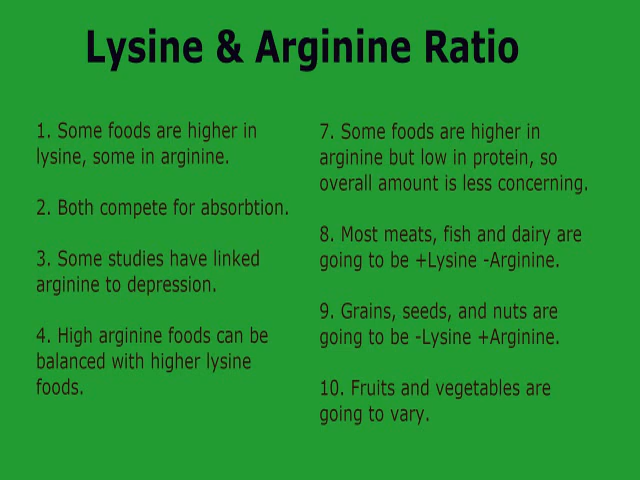 Lysine & Arginine Ratio
1. Some foods are higher in
lysine, some in arginine.
2. Both compete for absorbtion.
3. Some studies have linked
arginine to depression.
4. High arginine foods can be
balanced with higher lysine
foods.
7. Some foods are higher in
arginine but low in protein, so
overall amount is less concerning.
8. Most meats, fish and dairy are
going to be +Lysine -Arginine.
9. Grains, seeds, and nuts are
going to be -Lysine +Arginine.
10. Fruits and vegetables are
going to vary.